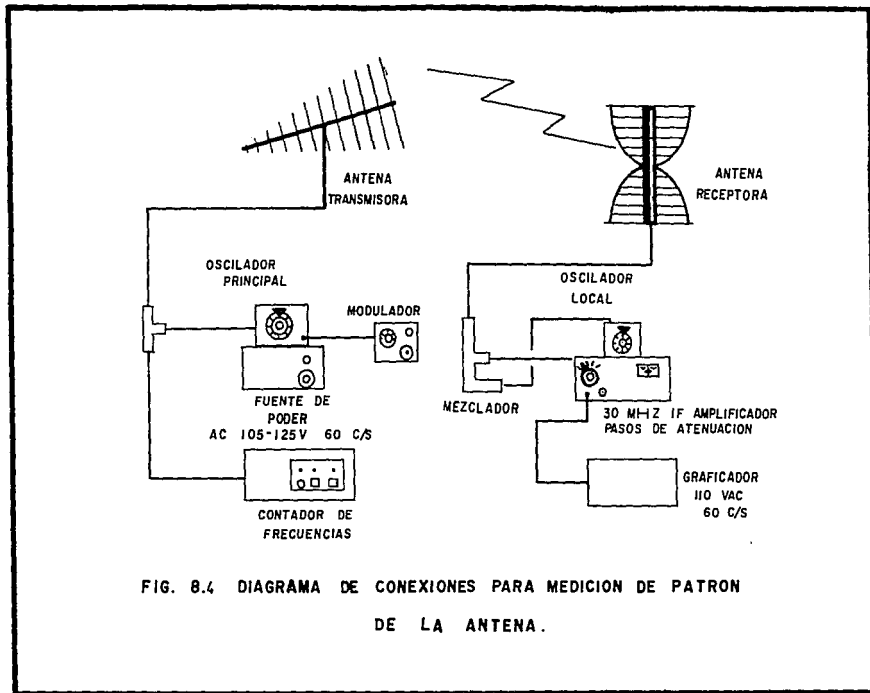 ANTENA
TRANSMISORA
ANTENA
RECEPTORA
OSCILADOR
PRINCIPAL
MODULADOR
FUENTE DE
PODER
AC 105-125V 60 C/S
CONTADOR DE
FRECUENCIAS
OSCILADOR
LOCAL
MEZCLADOR
30 MHZ IF AMPLIFICADOR
PASOS DE ATENUACION
GRAFICADOR
110 VAC
60 C/S
FIG. 8.4 DIAGRAMA DE CONEXIONES PARA MEDICION DE PATRON
DE LA ANTENA.